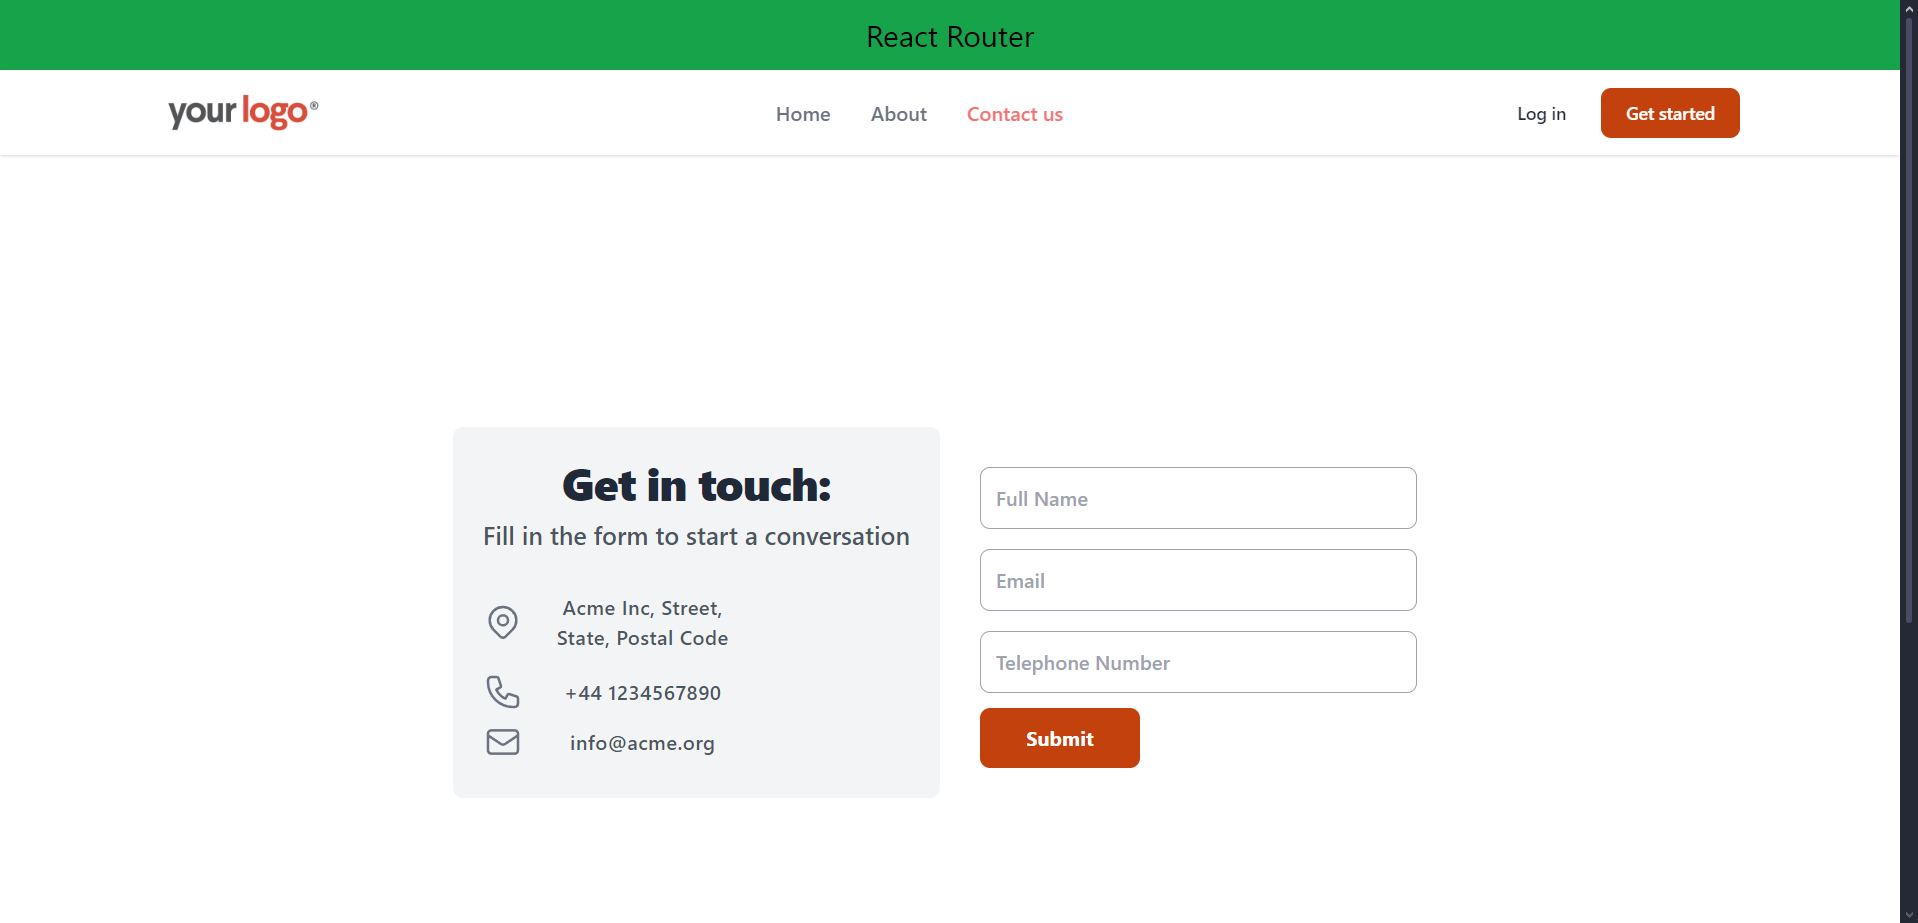 React Router
your logo®
Home About Contact us
Log in Get started
Get in touch:
Fill in the form to start a conversation
Acme Inc, Street,
State, Postal Code
+44 1234567890
info@acme.org
Full Name
Email
Telephone Number
Submit